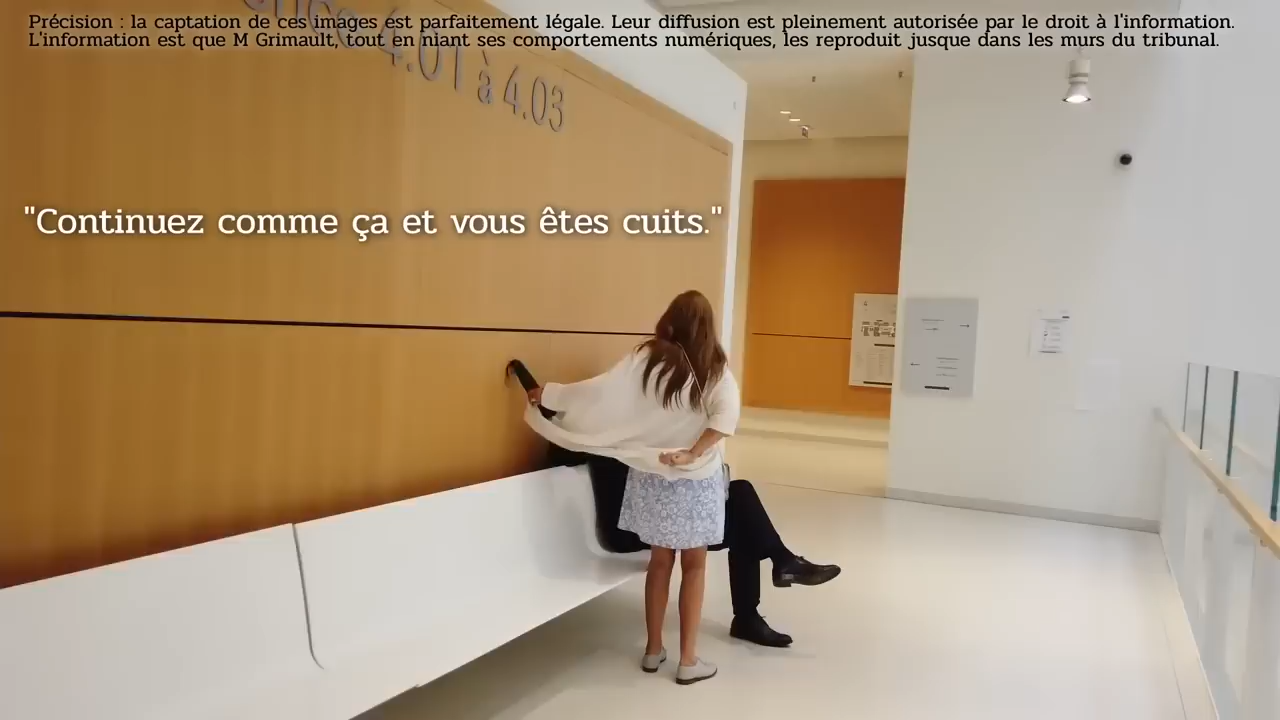 Précision : la captation de ces images est parfaitement légale. Leur diffusion est pleinement autorisée par le droit à l'information.
L'information est que M Grimault, tout en niant ses comportements numériques, les reproduit jusque dans les murs du tribunal.
4.01 à 4.03
"Continuez comme ça et vous êtes cuits."